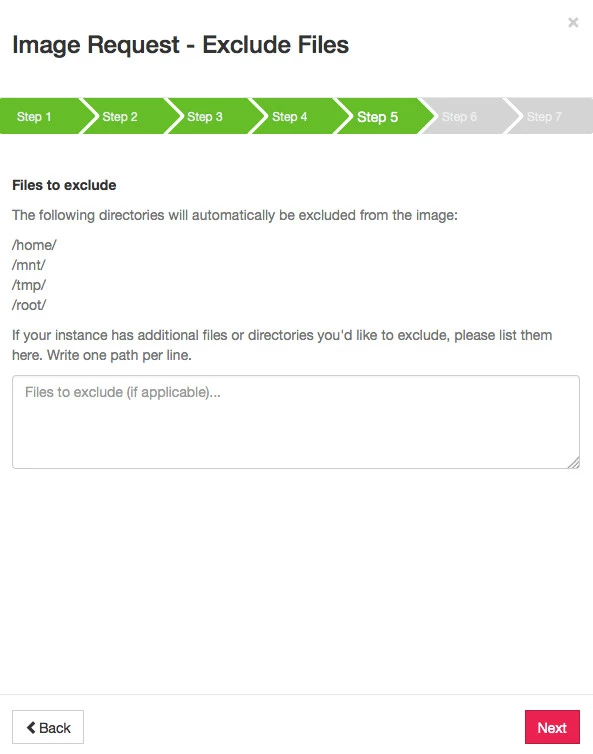 ×
Image Request - Exclude Files
Step 1 Step 2 Step 3 Step 4 Step 5 Step 6 Step 7
Files to exclude
The following directories will automatically be excluded from the image:
/home/
/mnt/
/tmp/
/root/
If your instance has additional files or directories you'd like to exclude, please list them
here. Write one path per line.
Files to exclude (if applicable)...
Back Next